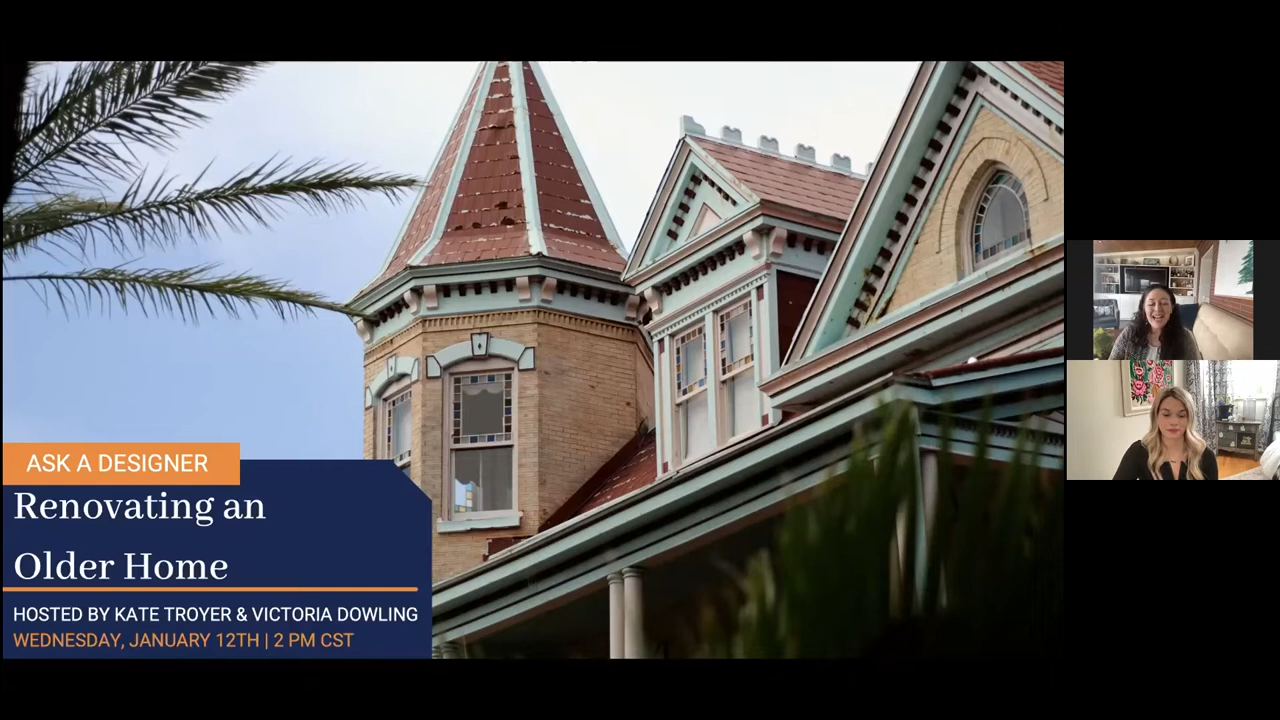 ASK A DESIGNER
Renovating an
Older Home
HOSTED BY KATE TROYER & VICTORIA DOWLING
WEDNESDAY, JANUARY 12TH | 2 PM CST